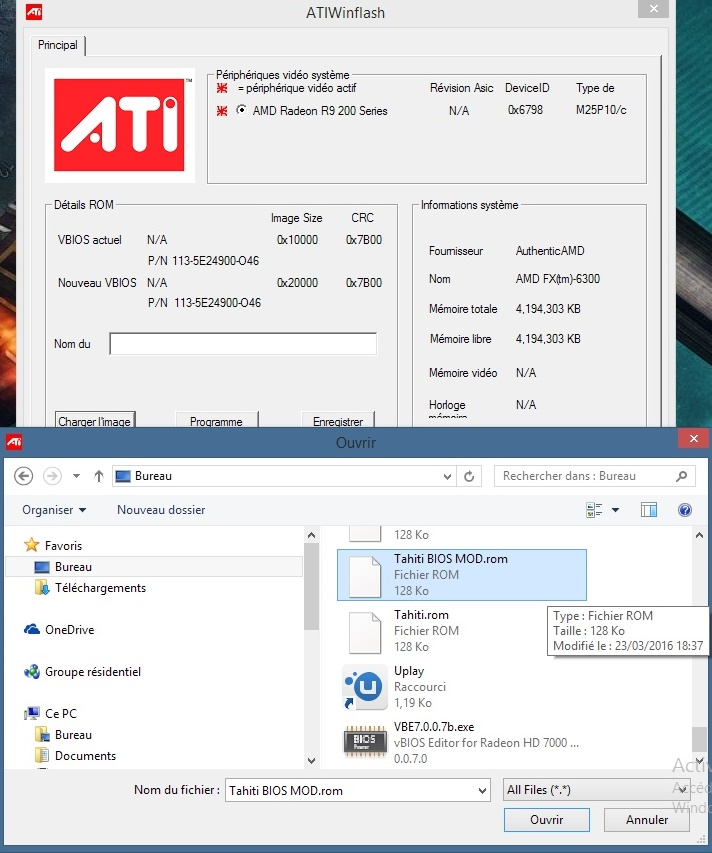 ATi ATIWinflash
Principal
ATi ™
Périphériques vidéo système
= périphérique vidéo actif Révision Asic DeviceID Type de
AMD Radeon R9 200 Series N/A 0x6798 M25P10/c
Détails ROM
Image Size CRC
VBIOS actuel N/A 0x10000 0x7B00
P/N 113-5E24900-O46
Nouveau VBIOS N/A 0x20000 0x7B00
P/N 113-5E24900-O46
Nom du
Charger l'image Programme Enregistrer
Informations système
Fournisseur AuthenticAMD
Nom AMD FX(tm)-6300
Mémoire totale 4,194,303 KB
Mémoire libre 4,194,303 KB
Mémoire vidéo N/A
Horloge N/A
mémoire
ATi Ouvrir
Bureau Rechercher dans : Bureau
Organiser Nouveau dossier
Favoris
Bureau
Téléchargements
OneDrive
Groupe résidentiel
Ce PC
Bureau
Documents
128 Ko
Tahiti BIOS MOD.rom
Fichier ROM
128 Ko
Tahiti.rom
Fichier ROM
128 Ko
Type : Fichier ROM
Taille : 128 Ko
Modifié le : 23/03/2016 18:37
Uplay
Raccourci
1,19 Ko
BIOS
VBE7.0.0.7b.exe
vBIOS Editor for Radeon HD 7000 ...
0.0.7.0
Nom du fichier : Tahiti BIOS MOD.rom All Files (*.*)
Ouvrir Annuler
Activ
Accéd
Windo